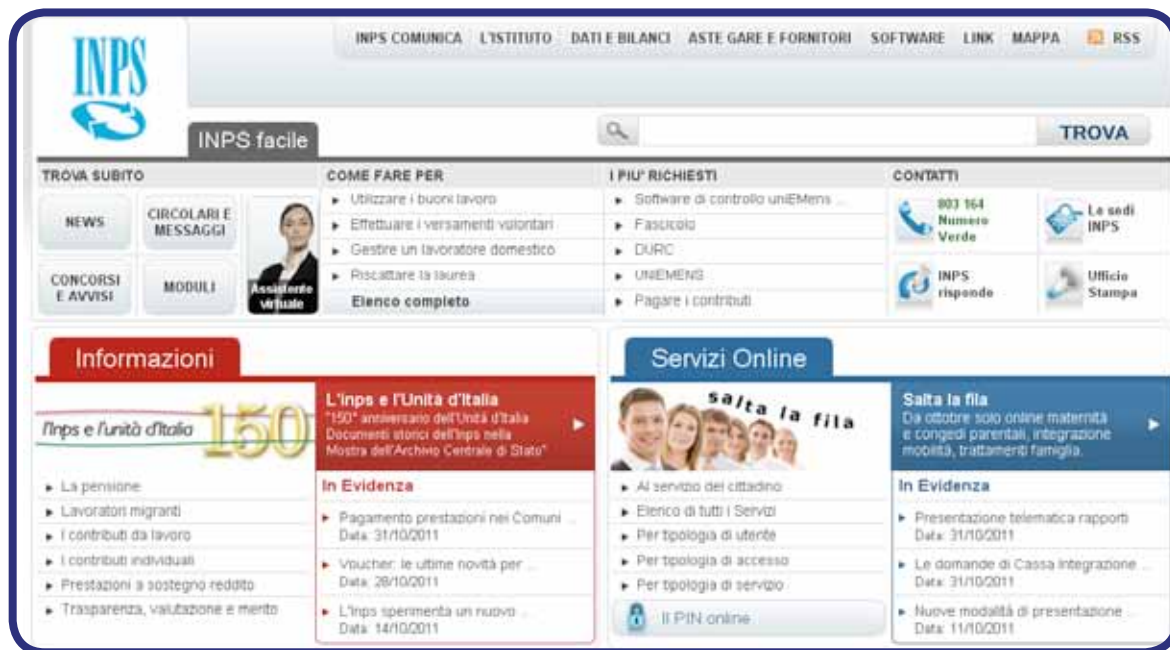 INPS COMUNICA L'ISTITUTO DATI E BILANCI ASTE GARE E FORNITORI SOFTWARE LINK MAPPA RSS
INPS
INPS facile
TROVA
TROVA SUBITO
NEWS
CIRCOLARI E
MESSAGGI
CONCORSI
E AVVISI
MODULI
Assistente
virtuale
COME FARE PER
Utilizzare i buoni lavoro
Effettuare i versamenti volontari
Gestire un lavoratore domestico
Riscattare la laurea
Elenco completo
I PIU' RICHIESTI
Software di controllo uniEMens ...
Fascicolo
DURC
UNIEMENS
Pagare i contributi
CONTATTI
803 164
Numero
Verde
Le sedi
INPS
INPS
risponde
Ufficio
Stampa
Informazioni
l'Inps e l'unità d'Italia 150
L'Inps e l'Unità d'Italia
"150° anniversario dell'Unità d'Italia
Documenti storici dell'Inps nella
Mostra dell'Archivio Centrale di Stato"
La pensione
Lavoratori migranti
I contributi da lavoro
I contributi individuali
Prestazioni a sostegno reddito
Trasparenza, valutazione e merito
In Evidenza
Pagamento prestazioni nei Comuni ...
Data: 31/10/2011
Voucher: le ultime novità per ...
Data: 28/10/2011
L'Inps sperimenta un nuovo ...
Data: 14/10/2011
Servizi Online
salta la fila
Salta la fila
Da ottobre solo online maternità
e congedi parentali, integrazione
mobilità, trattamenti famiglia.
Al servizio del cittadino
Elenco di tutti i Servizi
Per tipologia di utente
Per tipologia di accesso
Per tipologia di servizio
Il PIN online
In Evidenza
Presentazione telematica rapporti
Data: 31/10/2011
Le domande di Cassa Integrazione ...
Data: 31/10/2011
Nuove modalità di presentazione ...
Data: 11/10/2011